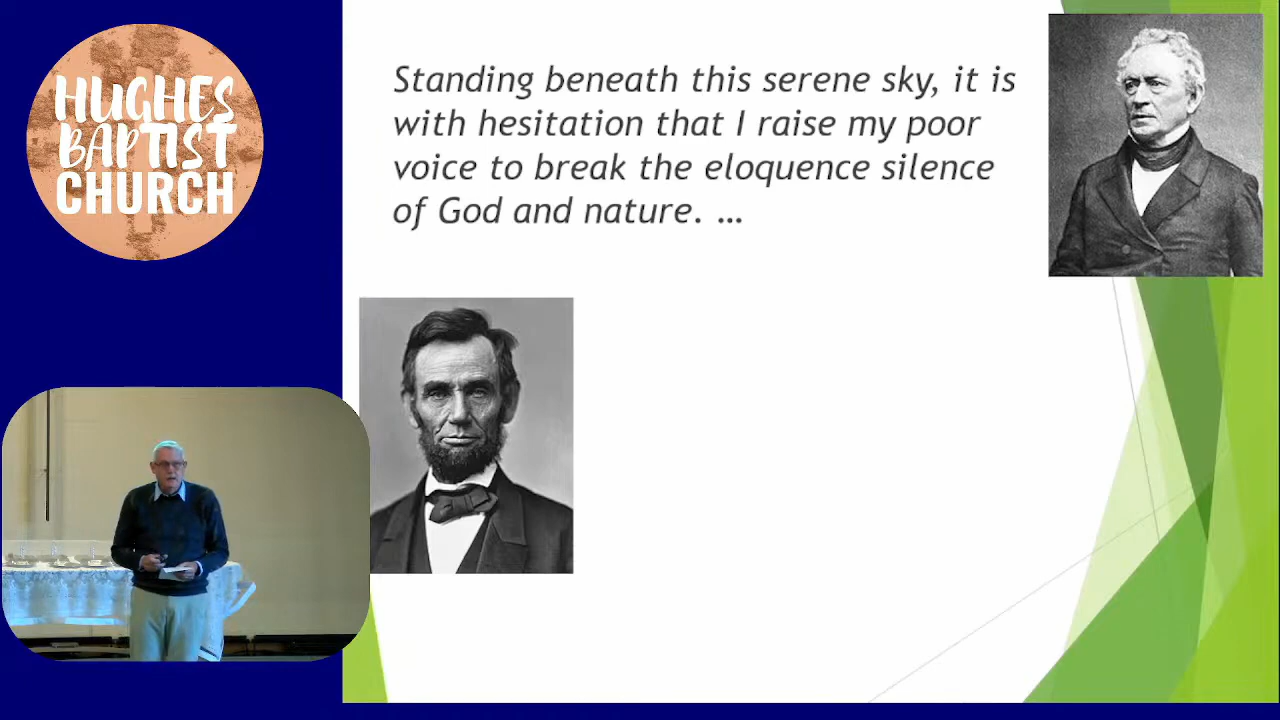 HUGHES
BAPTIST
CHURCH
Standing beneath this serene sky, it is
with hesitation that I raise my poor
voice to break the eloquence silence
of God and nature. …